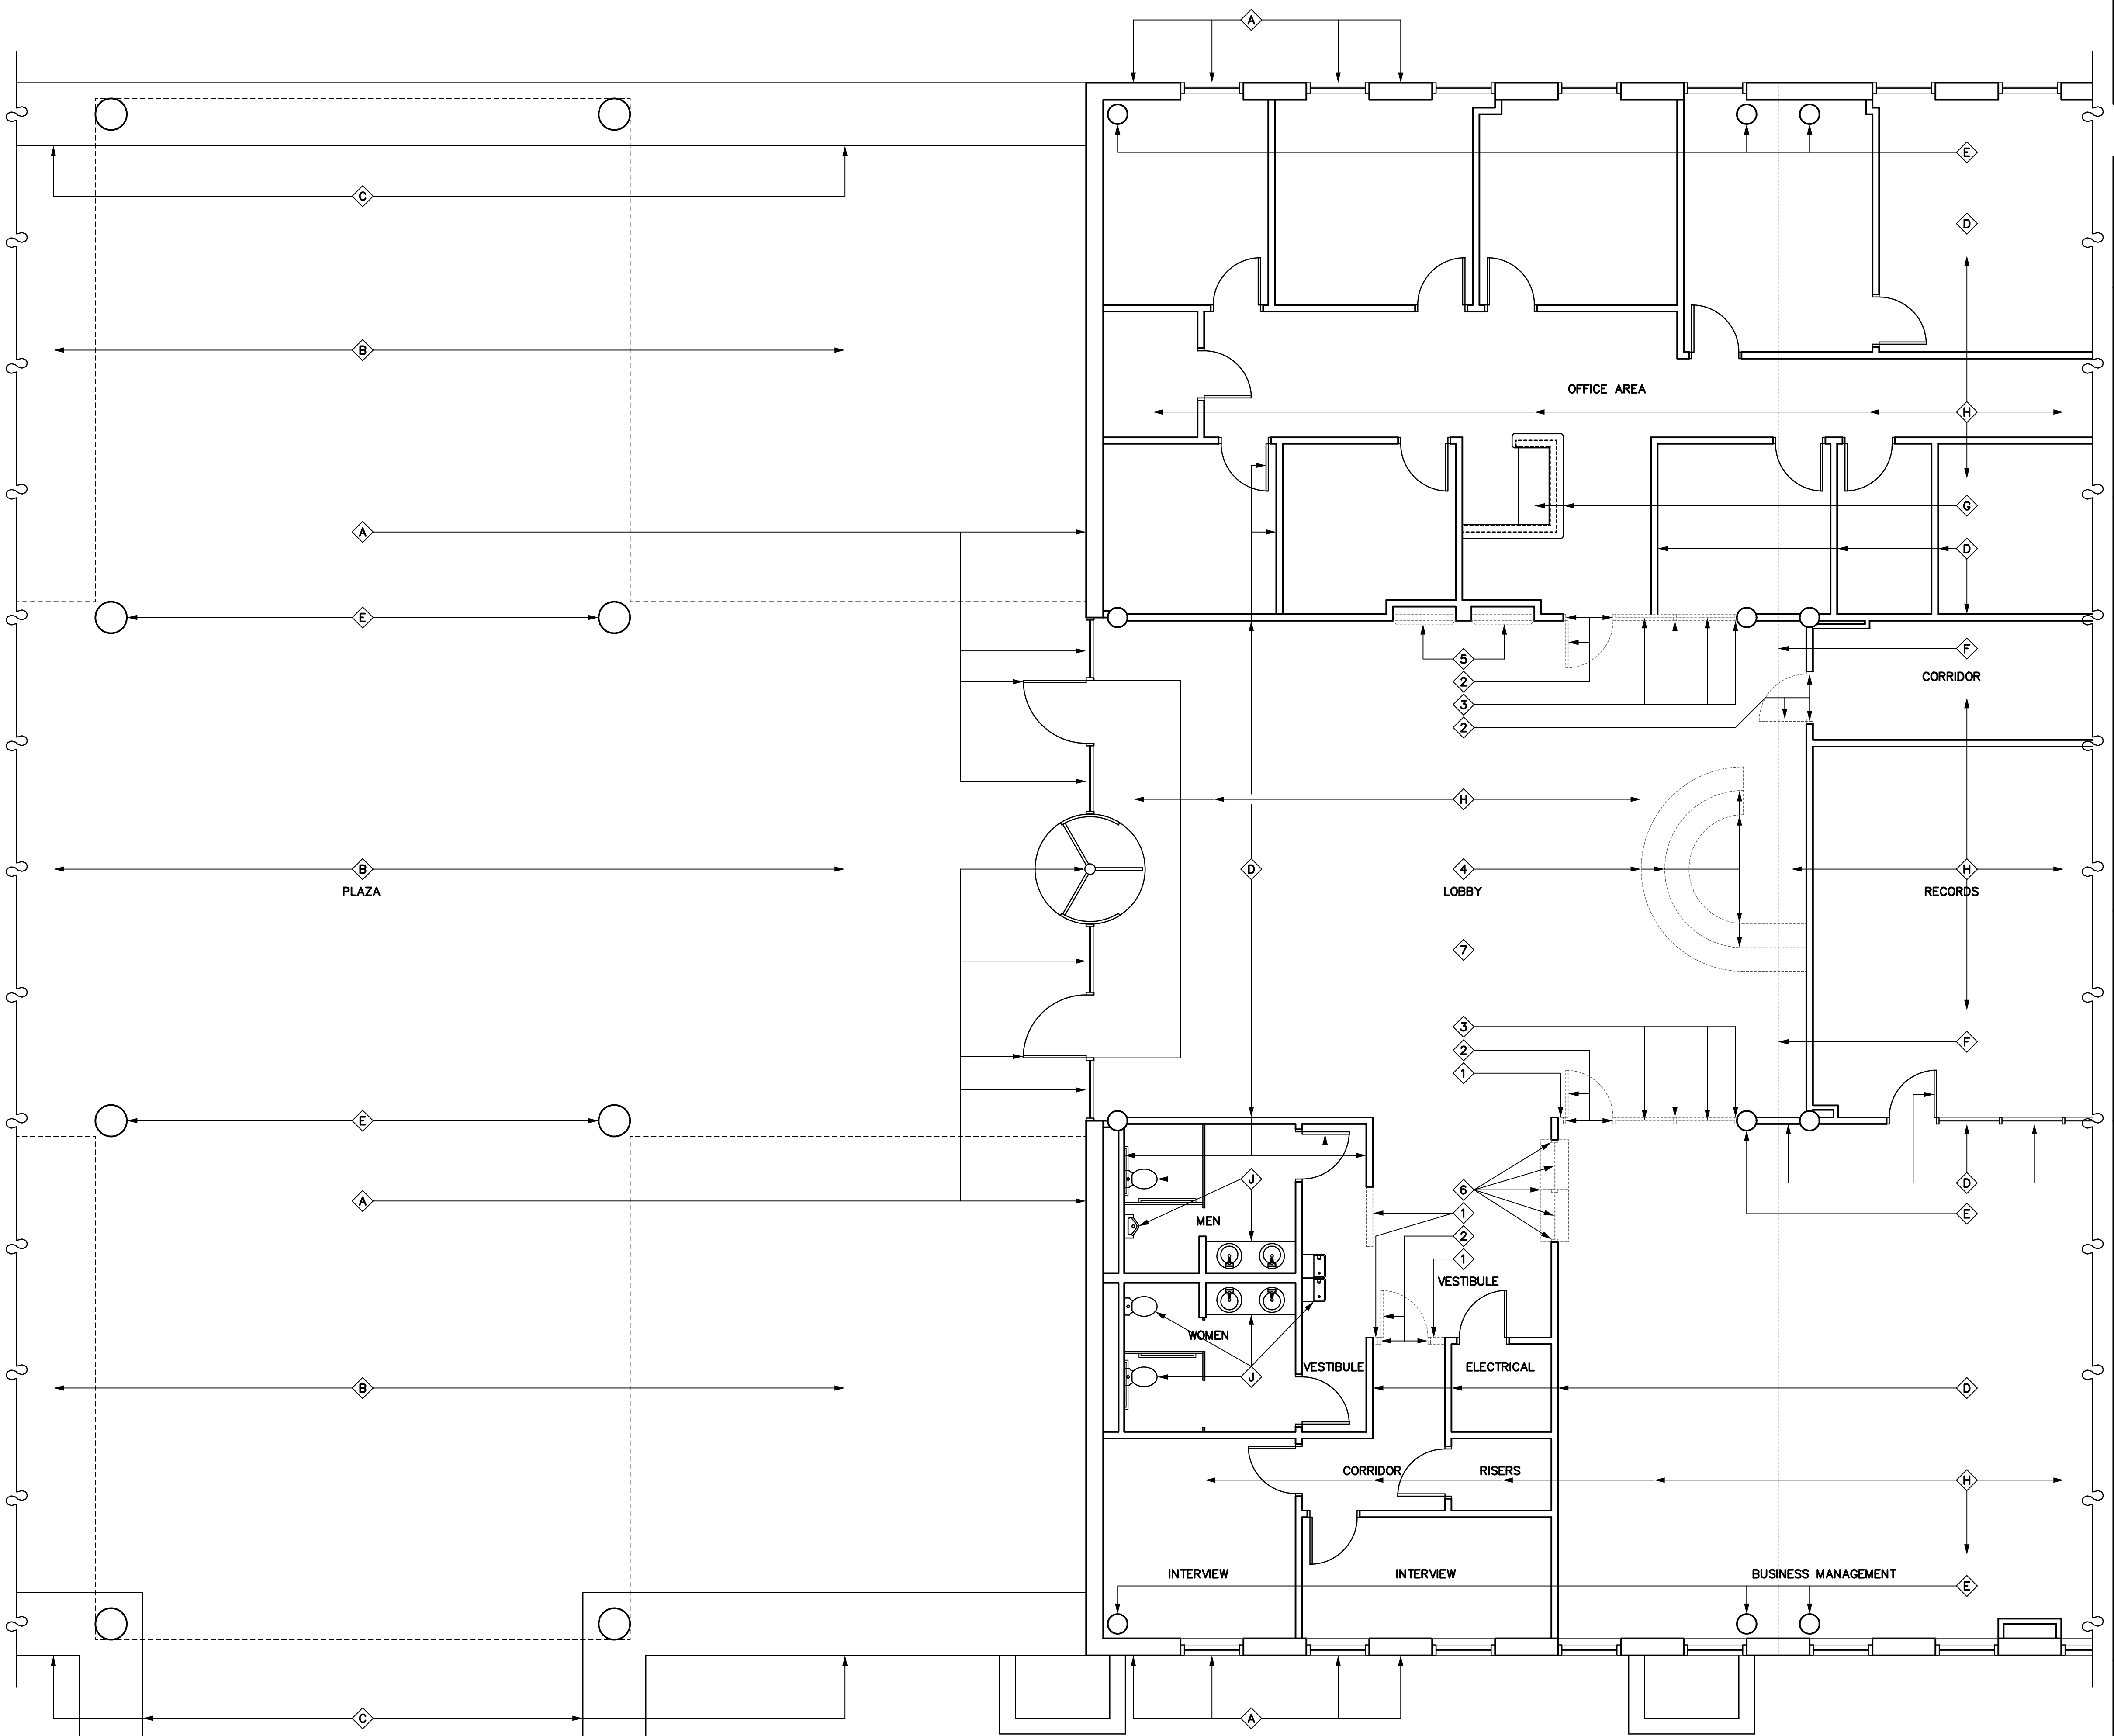 A
E
C
D
B
OFFICE AREA
H
G
A
D
E
F
5
CORRIDOR
2
3
2
H
B
D
4
H
PLAZA
LOBBY
RECORDS
7
3
F
2
1
E
J
6
D
A
1
E
MEN
2
1
VESTIBULE
WOMEN
VESTIBULE
ELECTRICAL
J
B
D
CORRIDOR
RISERS
H
INTERVIEW
INTERVIEW
BUSINESS MANAGEMENT
E
C
A